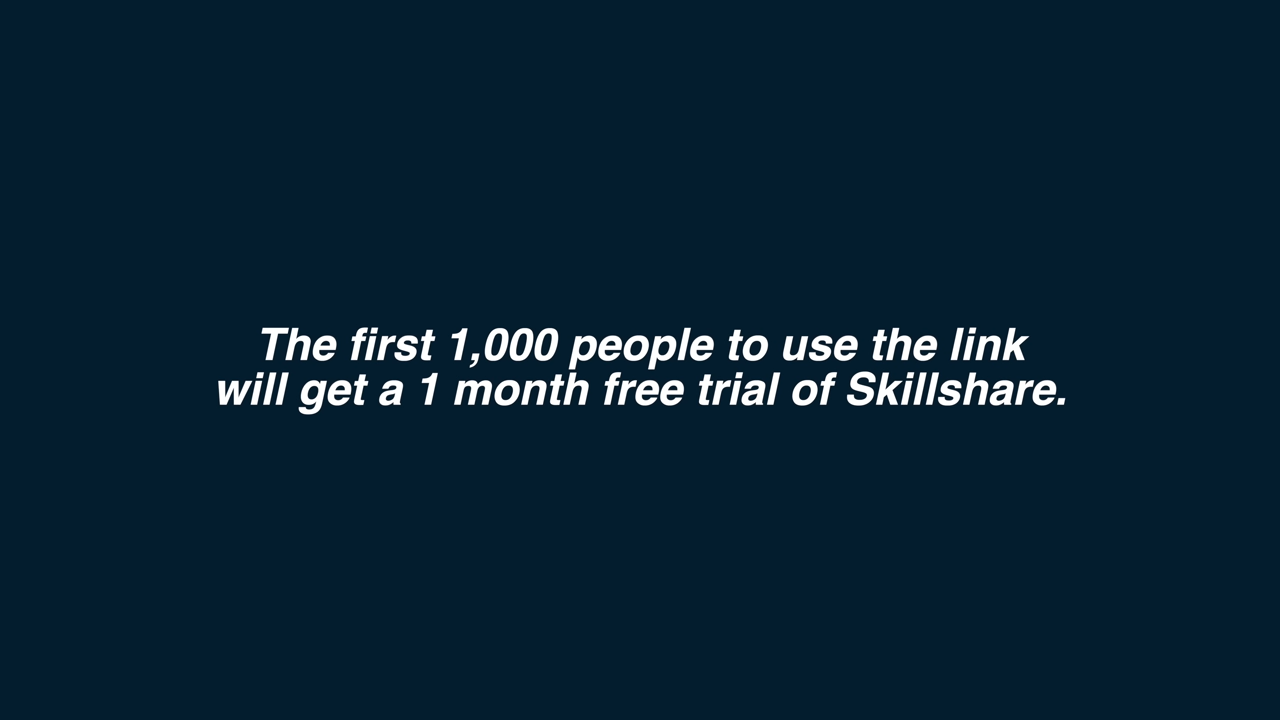 The first 1,000 people to use the link
will get a 1 month free trial of Skillshare.